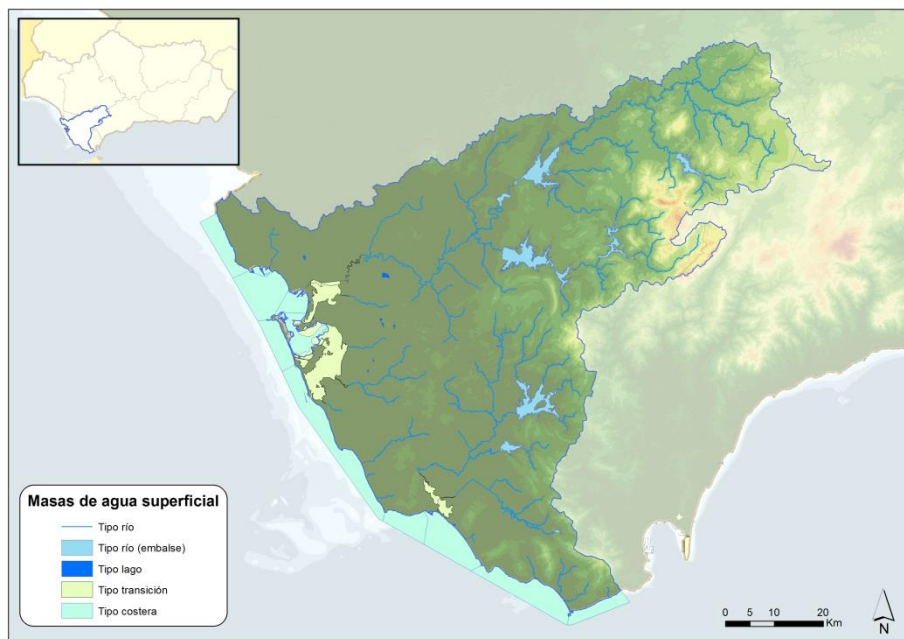 Masas de agua superficial
Tipo río
Tipo río (embalse)
Tipo lago
Tipo transición
Tipo costera
0 5 10 20
Km
N